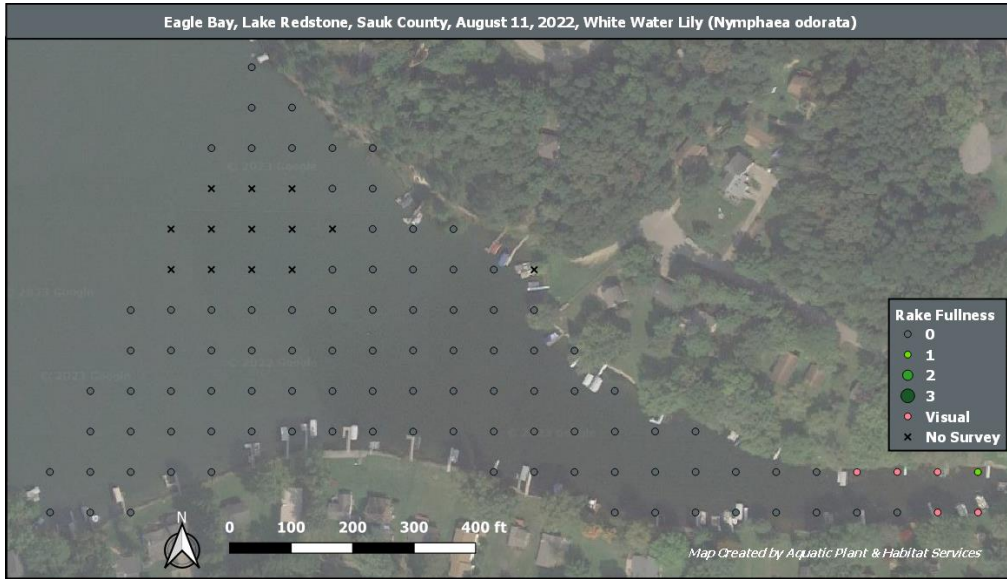 Eagle Bay, Lake Redstone, Sauk County, August 11, 2022, White Water Lily (Nymphaea odorata)
Rake Fullness
0
1
2
3
Visual
No Survey
N
0 100 200 300 400 ft
Map Created by Aquatic Plant & Habitat Services